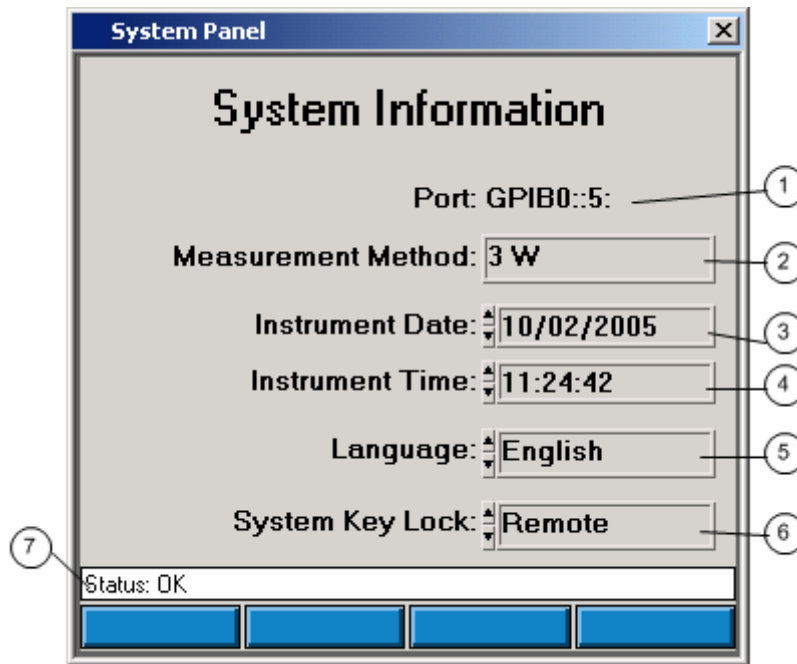 System Panel
System Information
Port: GPIB0::5:
1
Measurement Method: 3 W
2
Instrument Date: 10/02/2005
3
Instrument Time: 11:24:42
4
Language: English
5
System Key Lock: Remote
6
7
Status: OK